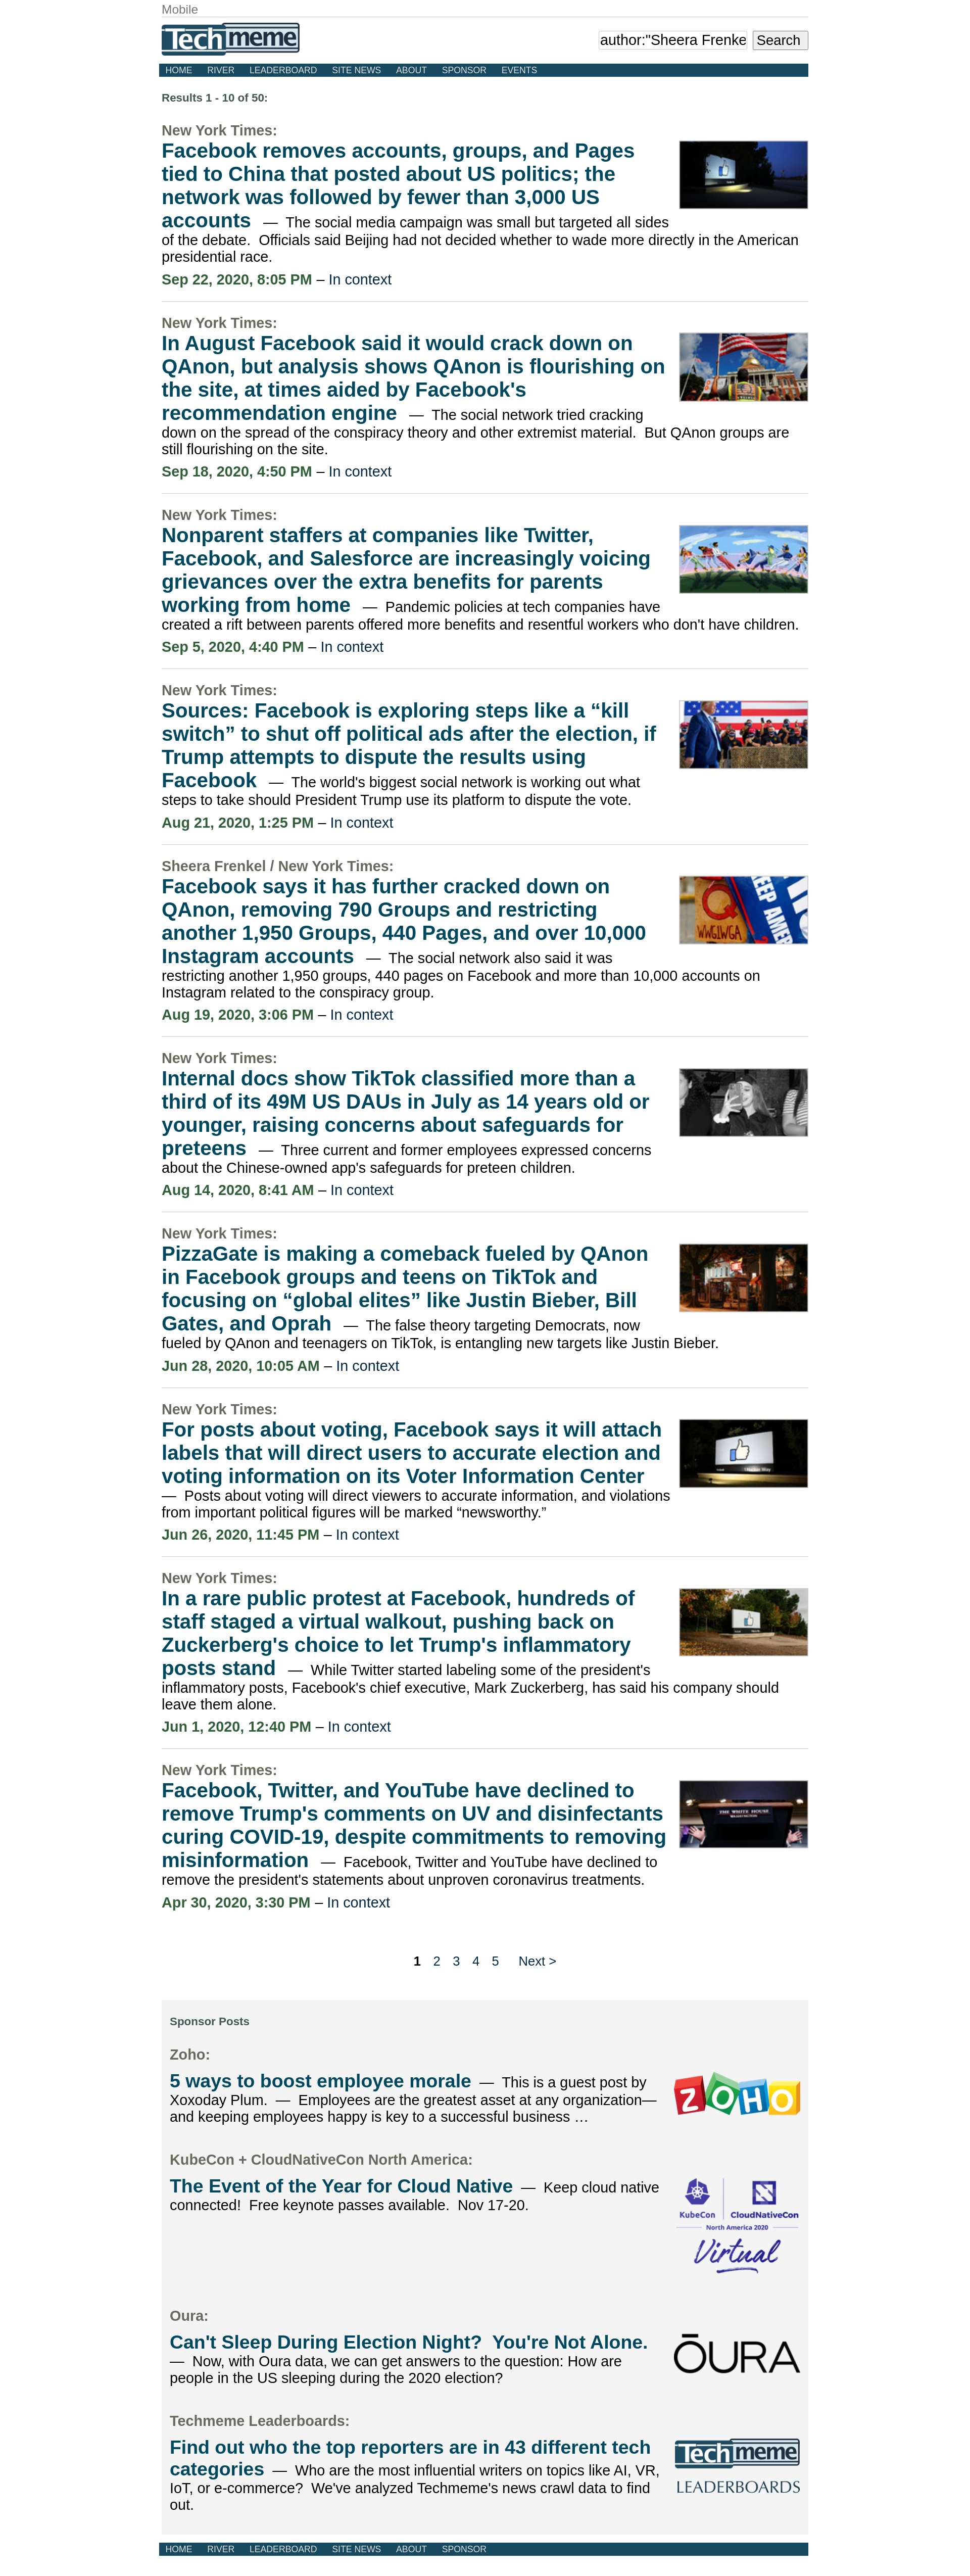 Mobile
Techmeme
author:"Sheera Frenke
Search
HOME RIVER LEADERBOARD SITE NEWS ABOUT SPONSOR EVENTS
Results 1 - 10 of 50:
New York Times:
Facebook removes accounts, groups, and Pages
tied to China that posted about US politics; the
network was followed by fewer than 3,000 US
accounts — The social media campaign was small but targeted all sides
of the debate. Officials said Beijing had not decided whether to wade more directly in the American
presidential race.
Sep 22, 2020, 8:05 PM – In context
New York Times:
In August Facebook said it would crack down on
QAnon, but analysis shows QAnon is flourishing on
the site, at times aided by Facebook's
recommendation engine — The social network tried cracking
down on the spread of the conspiracy theory and other extremist material. But QAnon groups are
still flourishing on the site.
Sep 18, 2020, 4:50 PM – In context
New York Times:
Nonparent staffers at companies like Twitter,
Facebook, and Salesforce are increasingly voicing
grievances over the extra benefits for parents
working from home — Pandemic policies at tech companies have
created a rift between parents offered more benefits and resentful workers who don't have children.
Sep 5, 2020, 4:40 PM – In context
New York Times:
Sources: Facebook is exploring steps like a “kill
switch” to shut off political ads after the election, if
Trump attempts to dispute the results using
Facebook — The world's biggest social network is working out what
steps to take should President Trump use its platform to dispute the vote.
Aug 21, 2020, 1:25 PM – In context
Sheera Frenkel / New York Times:
Facebook says it has further cracked down on
QAnon, removing 790 Groups and restricting
another 1,950 Groups, 440 Pages, and over 10,000
Instagram accounts — The social network also said it was
restricting another 1,950 groups, 440 pages on Facebook and more than 10,000 accounts on
Instagram related to the conspiracy group.
Aug 19, 2020, 3:06 PM – In context
Q
WWG1WGA
KEEP AMER
New York Times:
Internal docs show TikTok classified more than a
third of its 49M US DAUs in July as 14 years old or
younger, raising concerns about safeguards for
preteens — Three current and former employees expressed concerns
about the Chinese-owned app's safeguards for preteen children.
Aug 14, 2020, 8:41 AM – In context
New York Times:
PizzaGate is making a comeback fueled by QAnon
in Facebook groups and teens on TikTok and
focusing on “global elites” like Justin Bieber, Bill
Gates, and Oprah — The false theory targeting Democrats, now
fueled by QAnon and teenagers on TikTok, is entangling new targets like Justin Bieber.
Jun 28, 2020, 10:05 AM – In context
New York Times:
For posts about voting, Facebook says it will attach
labels that will direct users to accurate election and
voting information on its Voter Information Center
— Posts about voting will direct viewers to accurate information, and violations
from important political figures will be marked “newsworthy.”
Jun 26, 2020, 11:45 PM – In context
New York Times:
In a rare public protest at Facebook, hundreds of
staff staged a virtual walkout, pushing back on
Zuckerberg's choice to let Trump's inflammatory
posts stand — While Twitter started labeling some of the president's
inflammatory posts, Facebook's chief executive, Mark Zuckerberg, has said his company should
leave them alone.
Jun 1, 2020, 12:40 PM – In context
New York Times:
Facebook, Twitter, and YouTube have declined to
remove Trump's comments on UV and disinfectants
curing COVID-19, despite commitments to removing
misinformation — Facebook, Twitter and YouTube have declined to
remove the president's statements about unproven coronavirus treatments.
Apr 30, 2020, 3:30 PM – In context
THE WHITE HOUSE
1 2 3 4 5 Next >
Sponsor Posts
Zoho:
5 ways to boost employee morale — This is a guest post by
Xoxoday Plum. — Employees are the greatest asset at any organization—
and keeping employees happy is key to a successful business …
ZOHO
KubeCon + CloudNativeCon North America:
The Event of the Year for Cloud Native — Keep cloud native
connected! Free keynote passes available. Nov 17-20.
KubeCon CloudNativeCon
North America 2020
Virtual
Oura:
Can't Sleep During Election Night? You're Not Alone.
— Now, with Oura data, we can get answers to the question: How are
people in the US sleeping during the 2020 election?
ŌURA
Techmeme Leaderboards:
Find out who the top reporters are in 43 different tech
categories — Who are the most influential writers on topics like AI, VR,
IoT, or e-commerce? We've analyzed Techmeme's news crawl data to find
out.
Techmeme
LEADERBOARDS
HOME RIVER LEADERBOARD SITE NEWS ABOUT SPONSOR